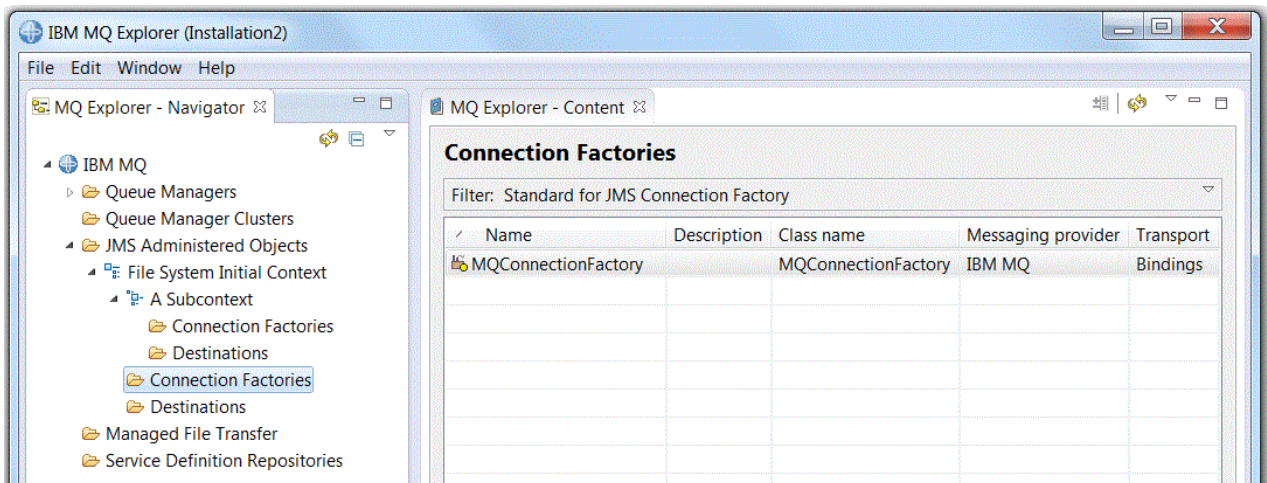 IBM MQ Explorer (Installation2)
File Edit Window Help
MQ Explorer - Navigator
IBM MQ
Queue Managers
Queue Manager Clusters
JMS Administered Objects
File System Initial Context
A Subcontext
Connection Factories
Destinations
Connection Factories
Destinations
Managed File Transfer
Service Definition Repositories
MQ Explorer - Content
Connection Factories
Filter: Standard for JMS Connection Factory
Name Description Class name Messaging provider Transport
MQConnectionFactory MQConnectionFactory IBM MQ Bindings